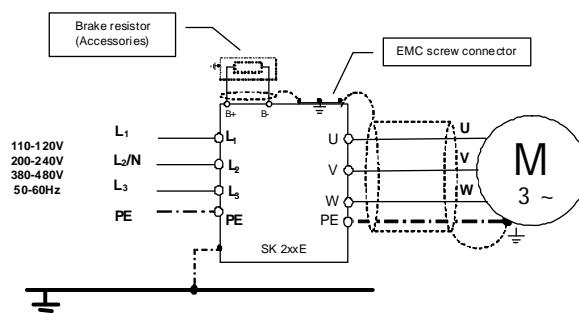 Brake resistor
(Accessories)
EMC screw connector
B+
B-
110-120V
200-240V
380-480V
50-60Hz
L1
L2/N
L3
PE
L1
L2
L3
PE
U
V
W
PE
SK 2xxE
U
V
W
M
3 ~